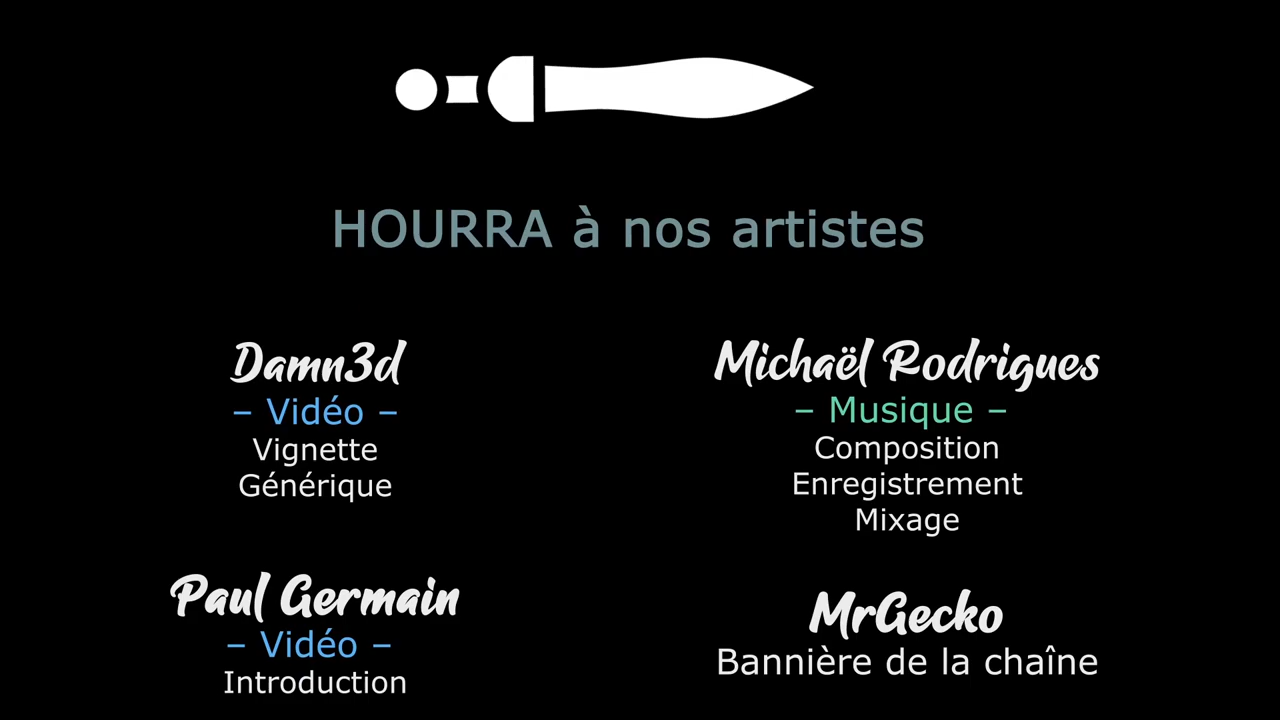 HOURRA à nos artistes
Damn3d
– Vidéo –
Vignette
Générique
Michaël Rodrigues
– Musique –
Composition
Enregistrement
Mixage
Paul Germain
– Vidéo –
Introduction
MrGecko
Bannière de la chaîne